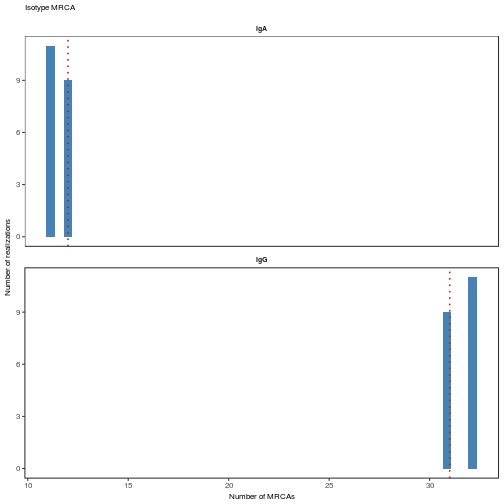 Isotype MRCA
IgA
9
6
3
0
IgG
9
6
3
0
10 15 20 25 30
Number of MRCAs
Number of realizations